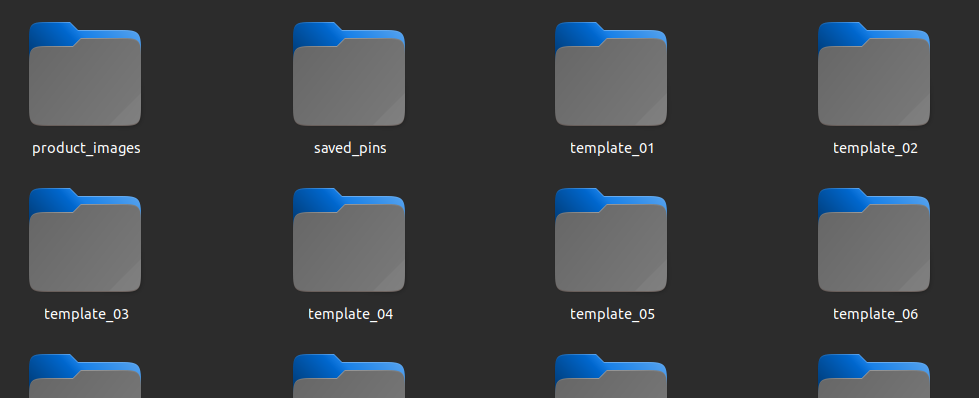 product_images
saved_pins
template_01
template_02
template_03
template_04
template_05
template_06